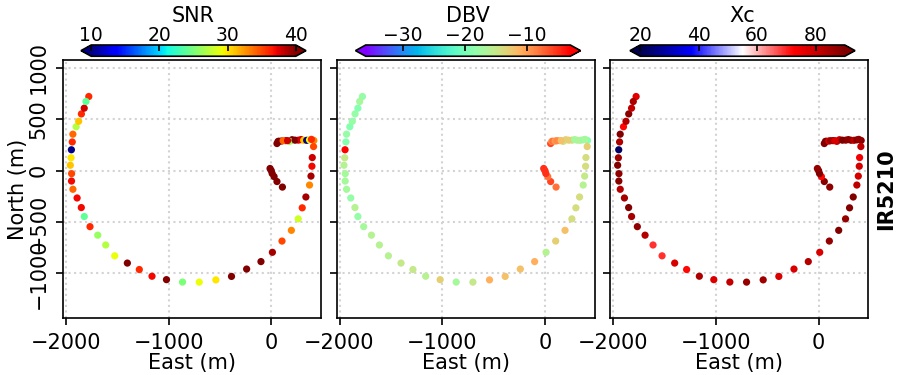 SNR DBV Xc
10 20 30 40 −30 −20 −10 20 40 60 80
1000
500
0
−500
−1000
North (m)
IR5210
−2000 −1000 0 −2000 −1000 0 −2000 −1000 0
East (m) East (m) East (m)